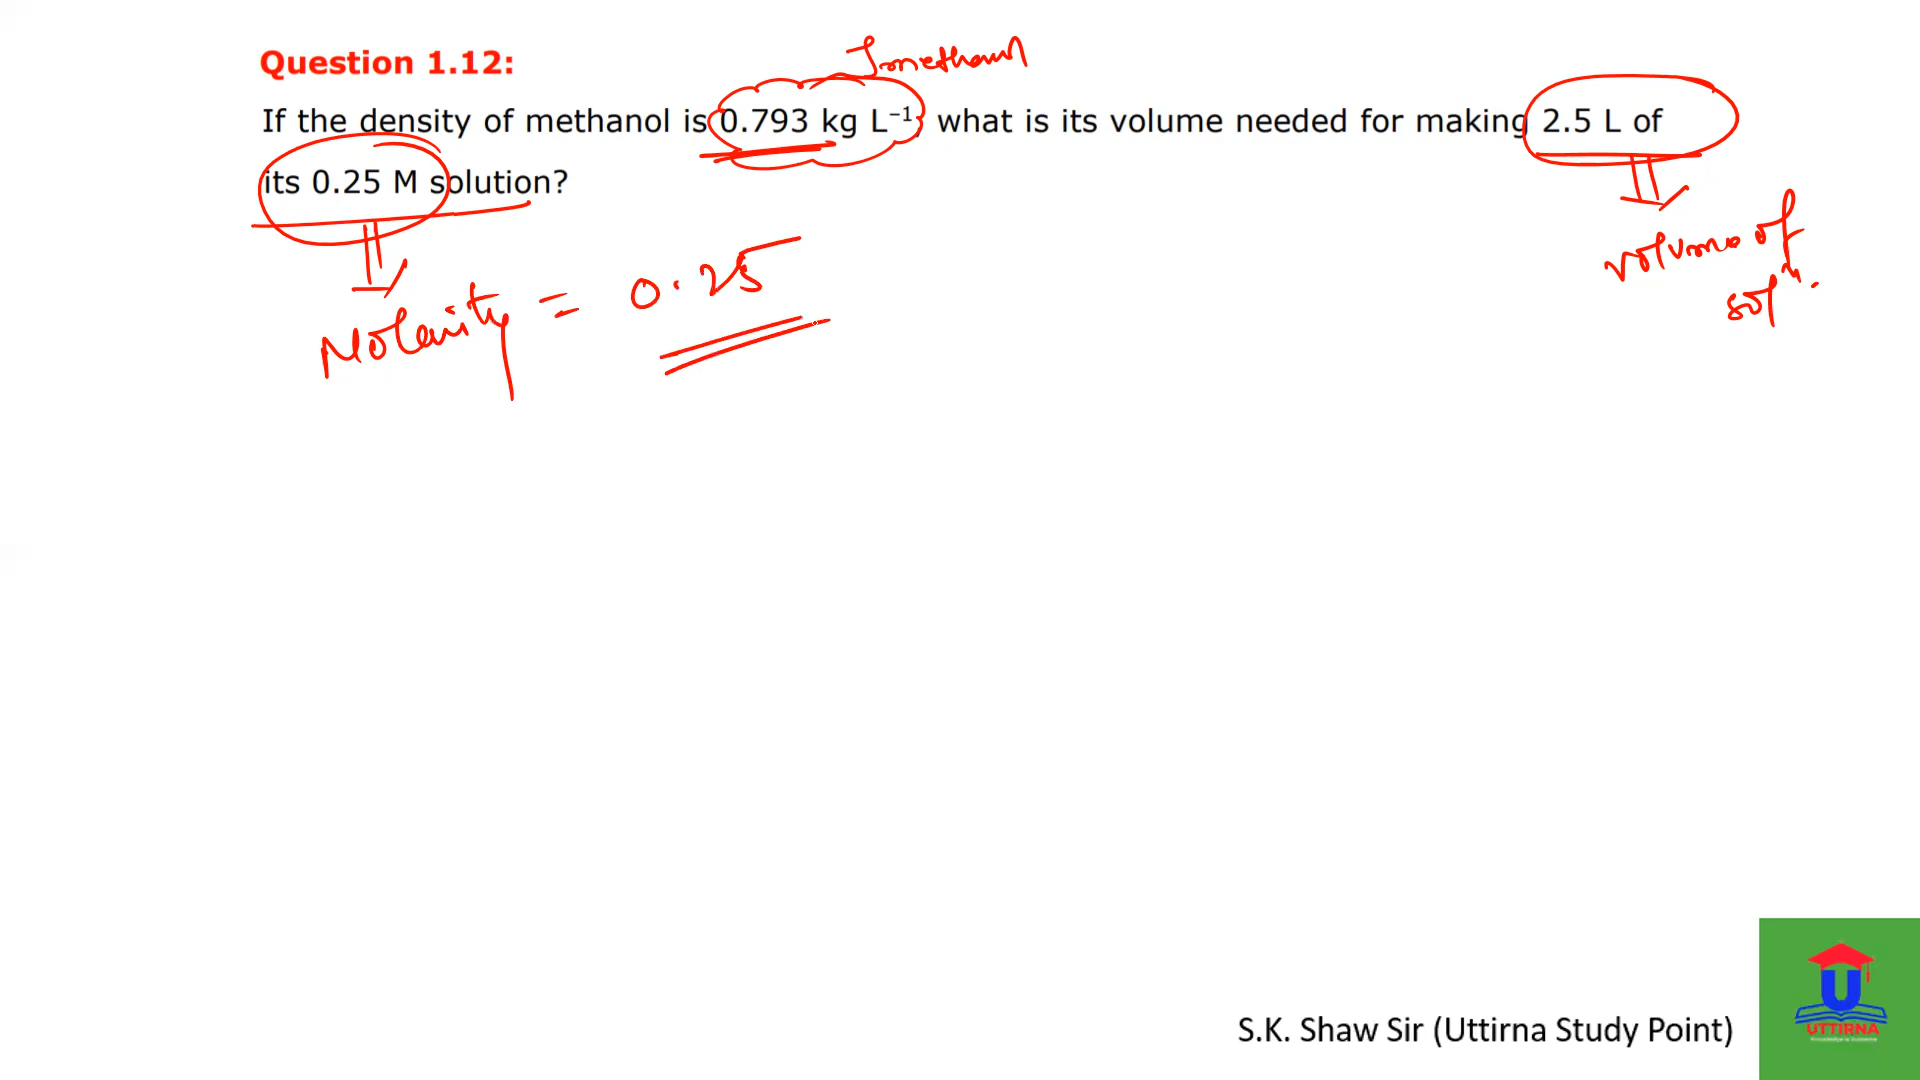 Question 1.12:
Jmethanol
If the density of methanol is 0.793 kg L⁻¹, what is its volume needed for making 2.5 L of
its 0.25 M solution?
Molarity = 0.25
volume of
solⁿ.
S.K. Shaw Sir (Uttirna Study Point)
U
UTTIRNA